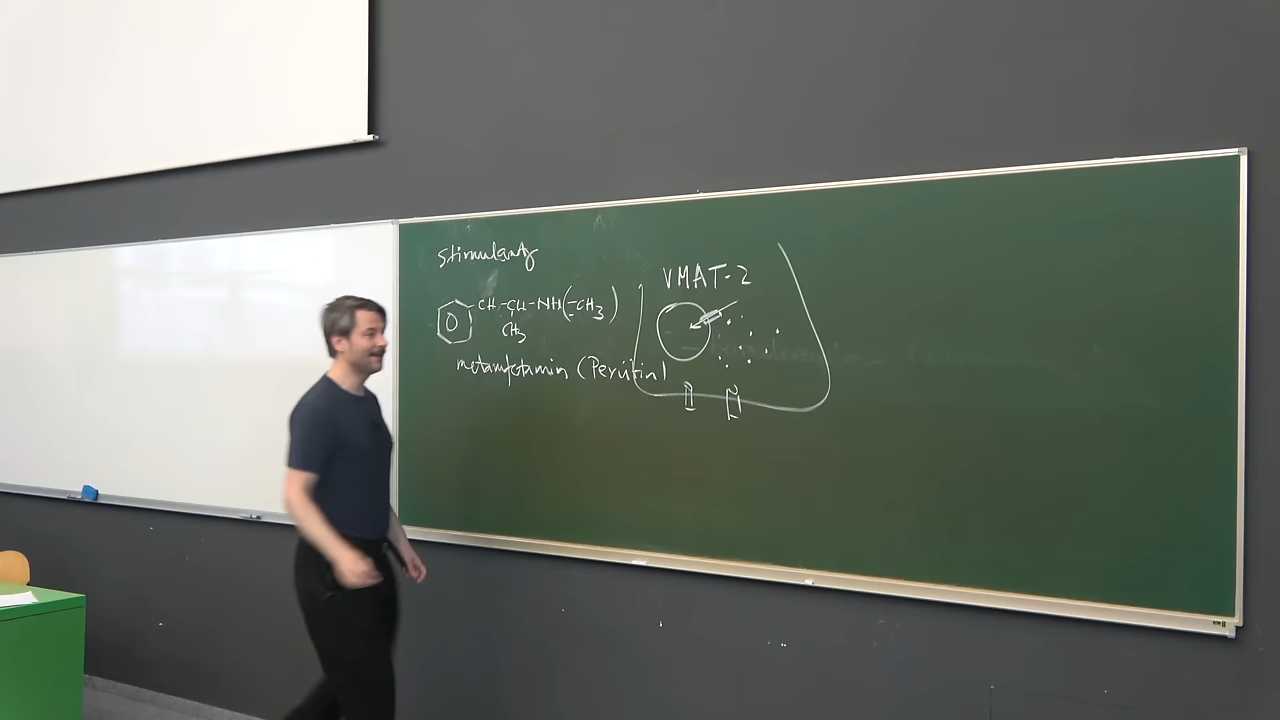 stimulanty
CH-CH-NH(-CH3)
CH3
metamfetamin (Pervitin)
VMAT-2